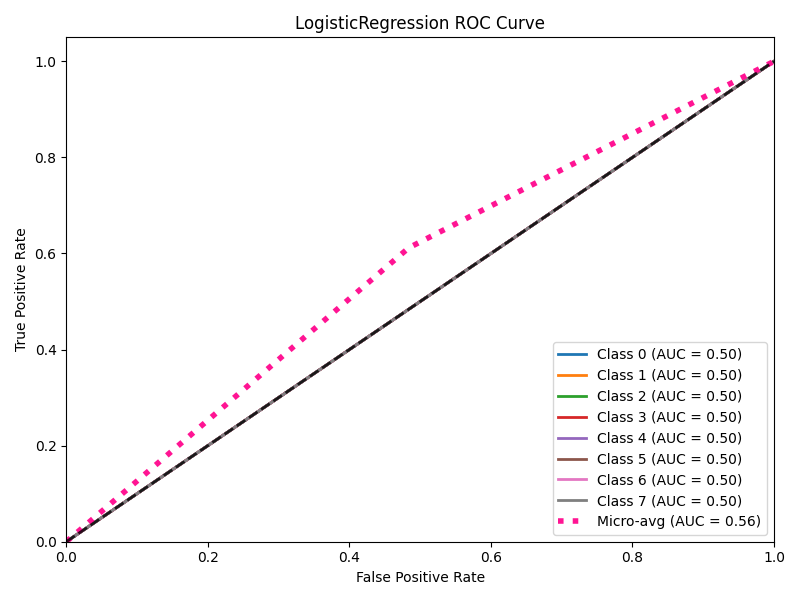 LogisticRegression ROC Curve
True Positive Rate
1.0
0.8
0.6
0.4
0.2
0.0
0.0 0.2 0.4 0.6 0.8 1.0
False Positive Rate
Class 0 (AUC = 0.50)
Class 1 (AUC = 0.50)
Class 2 (AUC = 0.50)
Class 3 (AUC = 0.50)
Class 4 (AUC = 0.50)
Class 5 (AUC = 0.50)
Class 6 (AUC = 0.50)
Class 7 (AUC = 0.50)
Micro-avg (AUC = 0.56)